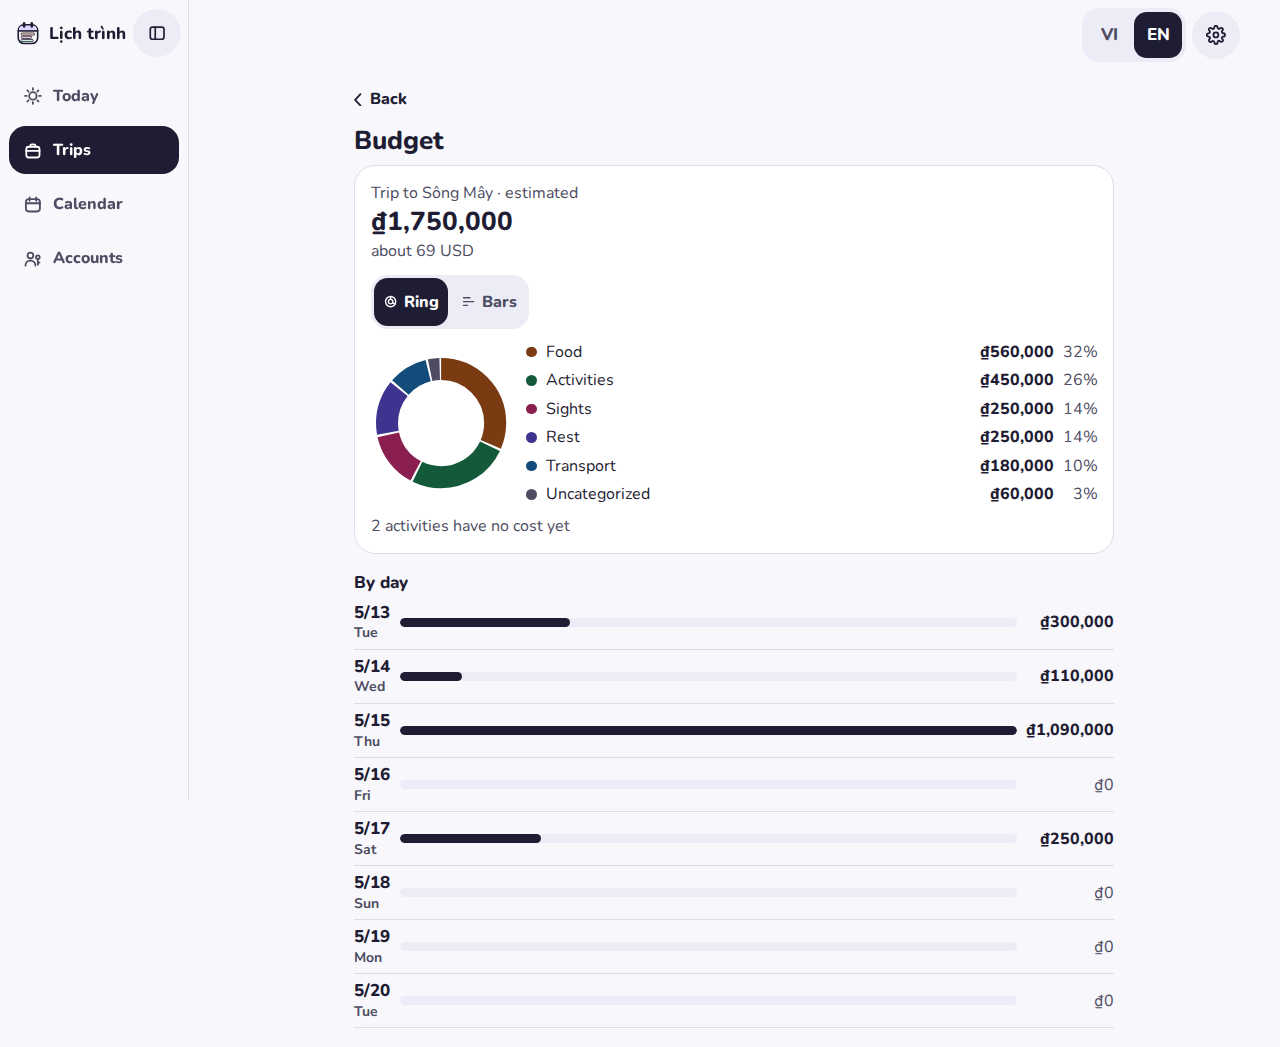 Lịch trình
VI EN
Today
Trips
Calendar
Accounts
Back
Budget
Trip to Sông Mây · estimated
₫1,750,000
about 69 USD
Ring Bars
Food ₫560,000 32%
Activities ₫450,000 26%
Sights ₫250,000 14%
Rest ₫250,000 14%
Transport ₫180,000 10%
Uncategorized ₫60,000 3%
2 activities have no cost yet
By day
5/13
Tue
₫300,000
5/14
Wed
₫110,000
5/15
Thu
₫1,090,000
5/16
Fri
₫0
5/17
Sat
₫250,000
5/18
Sun
₫0
5/19
Mon
₫0
5/20
Tue
₫0